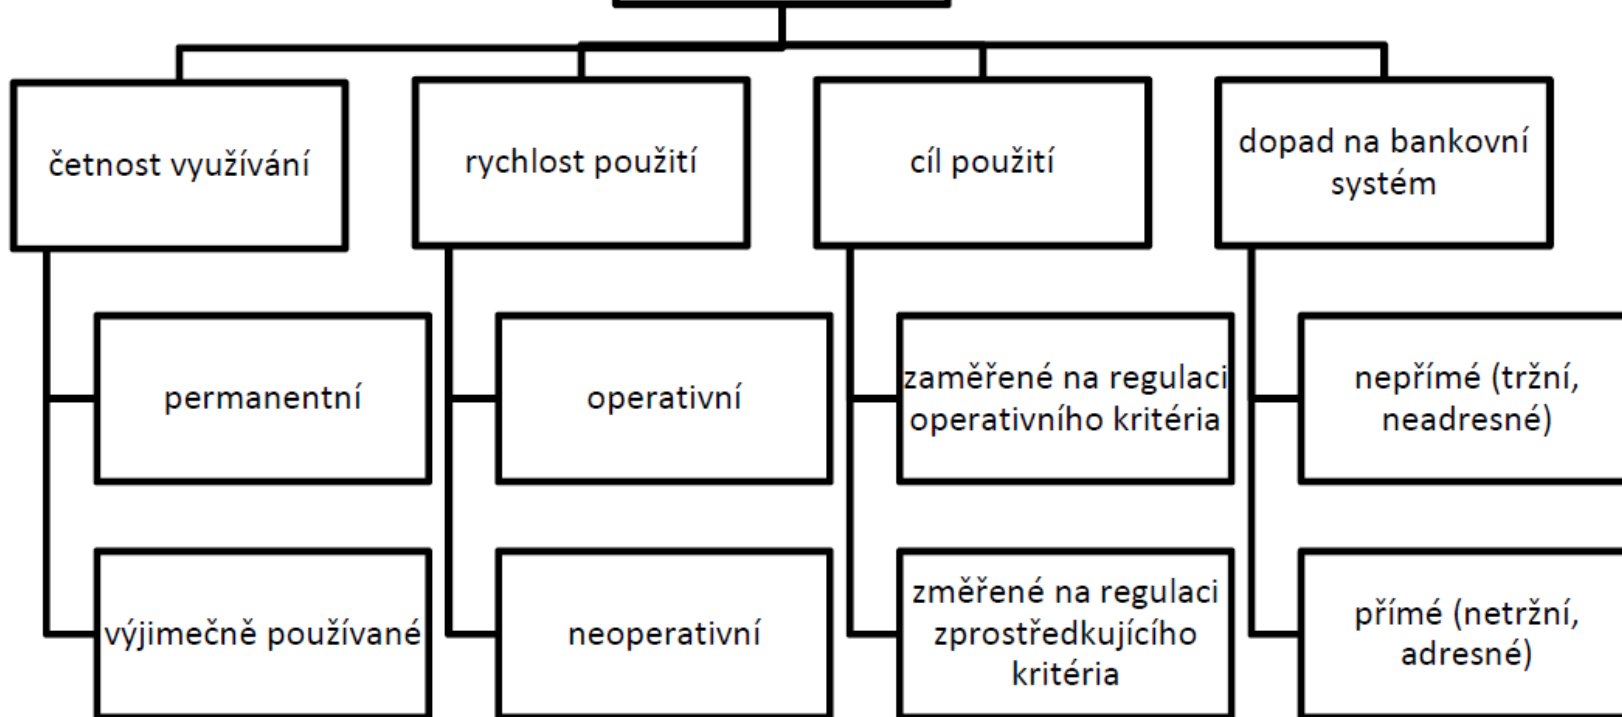 četnost využívání
rychlost použití
cíl použití
dopad na bankovní
systém
permanentní
operativní
zaměřené na regulaci
operativního kritéria
nepřímé (tržní,
neadresné)
výjimečně používané
neoperativní
změřené na regulaci
zprostředkujícího
kritéria
přímé (netržní,
adresné)